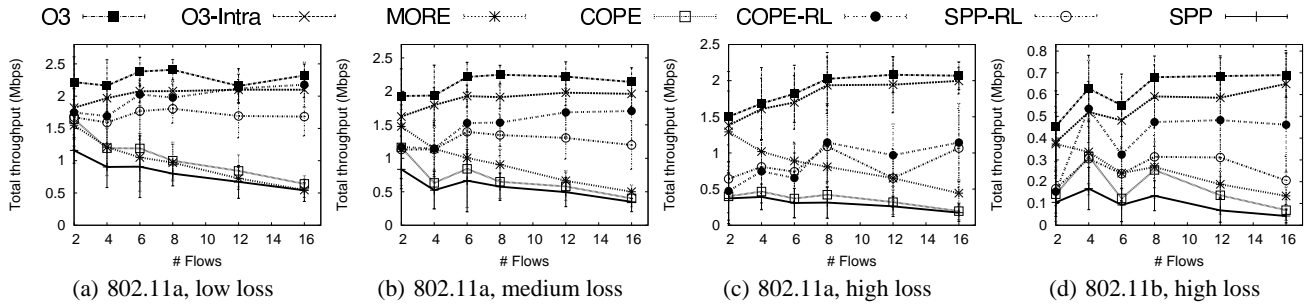 O3 O3-Intra MORE COPE COPE-RL SPP-RL SPP
Total throughput (Mbps)
2.5
2
1.5
1
0.5
0
2 4 6 8 10 12 14 16
# Flows
(a) 802.11a, low loss
Total throughput (Mbps)
2.5
2
1.5
1
0.5
0
2 4 6 8 10 12 14 16
# Flows
(b) 802.11a, medium loss
Total throughput (Mbps)
2.5
2
1.5
1
0.5
0
2 4 6 8 10 12 14 16
# Flows
(c) 802.11a, high loss
Total throughput (Mbps)
0.8
0.7
0.6
0.5
0.4
0.3
0.2
0.1
0
2 4 6 8 10 12 14 16
# Flows
(d) 802.11b, high loss